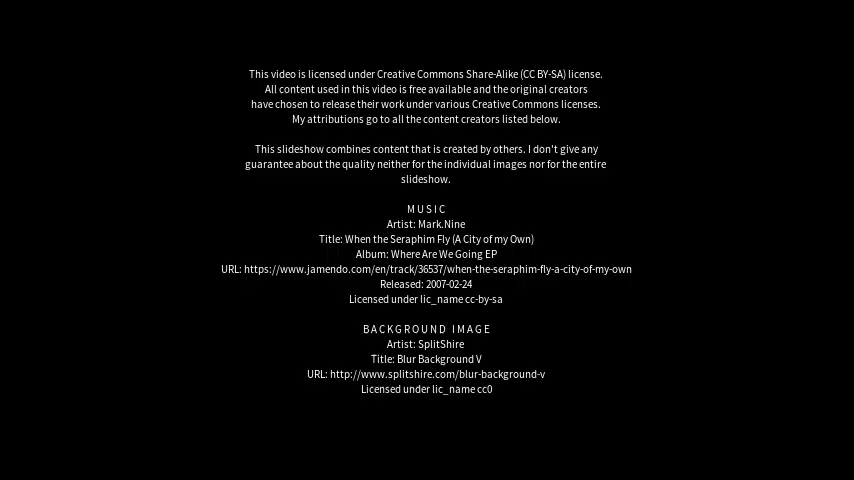 This video is licensed under Creative Commons Share-Alike (CC BY-SA) license.
All content used in this video is free available and the original creators
have chosen to release their work under various Creative Commons licenses.
My attributions go to all the content creators listed below.
This slideshow combines content that is created by others. I don't give any
guarantee about the quality neither for the individual images nor for the entire
slideshow.
MUSIC
Artist: Mark.Nine
Title: When the Seraphim Fly (A City of my Own)
Album: Where Are We Going EP
URL: https://www.jamendo.com/en/track/36537/when-the-seraphim-fly-a-city-of-my-own
Released: 2007-02-24
Licensed under lic_name cc-by-sa
BACKGROUND IMAGE
Artist: SplitShire
Title: Blur Background V
URL: http://www.splitshire.com/blur-background-v
Licensed under lic_name cc0